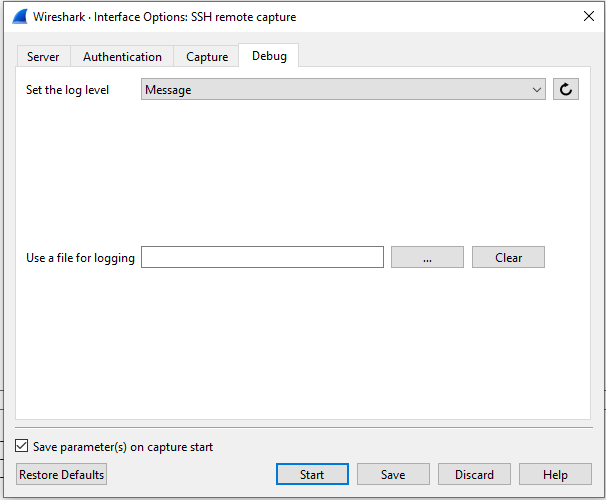 Wireshark · Interface Options: SSH remote capture
Server Authentication Capture Debug
Set the log level Message
Use a file for logging ... Clear
Save parameter(s) on capture start
Restore Defaults Start Save Discard Help